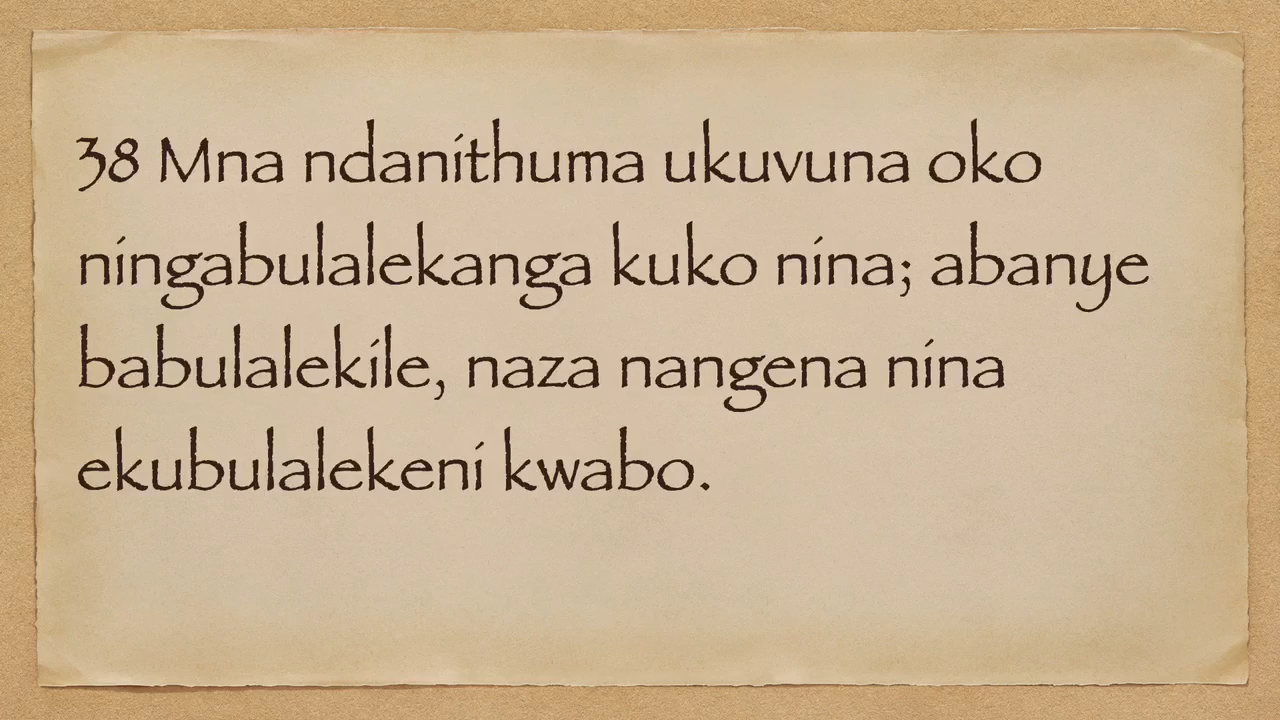 38 Mna ndanithuma ukuvuna oko
ningabulalekanga kuko nina; abanye
babulalekile, naza nangena nina
ekubulalekeni kwabo.